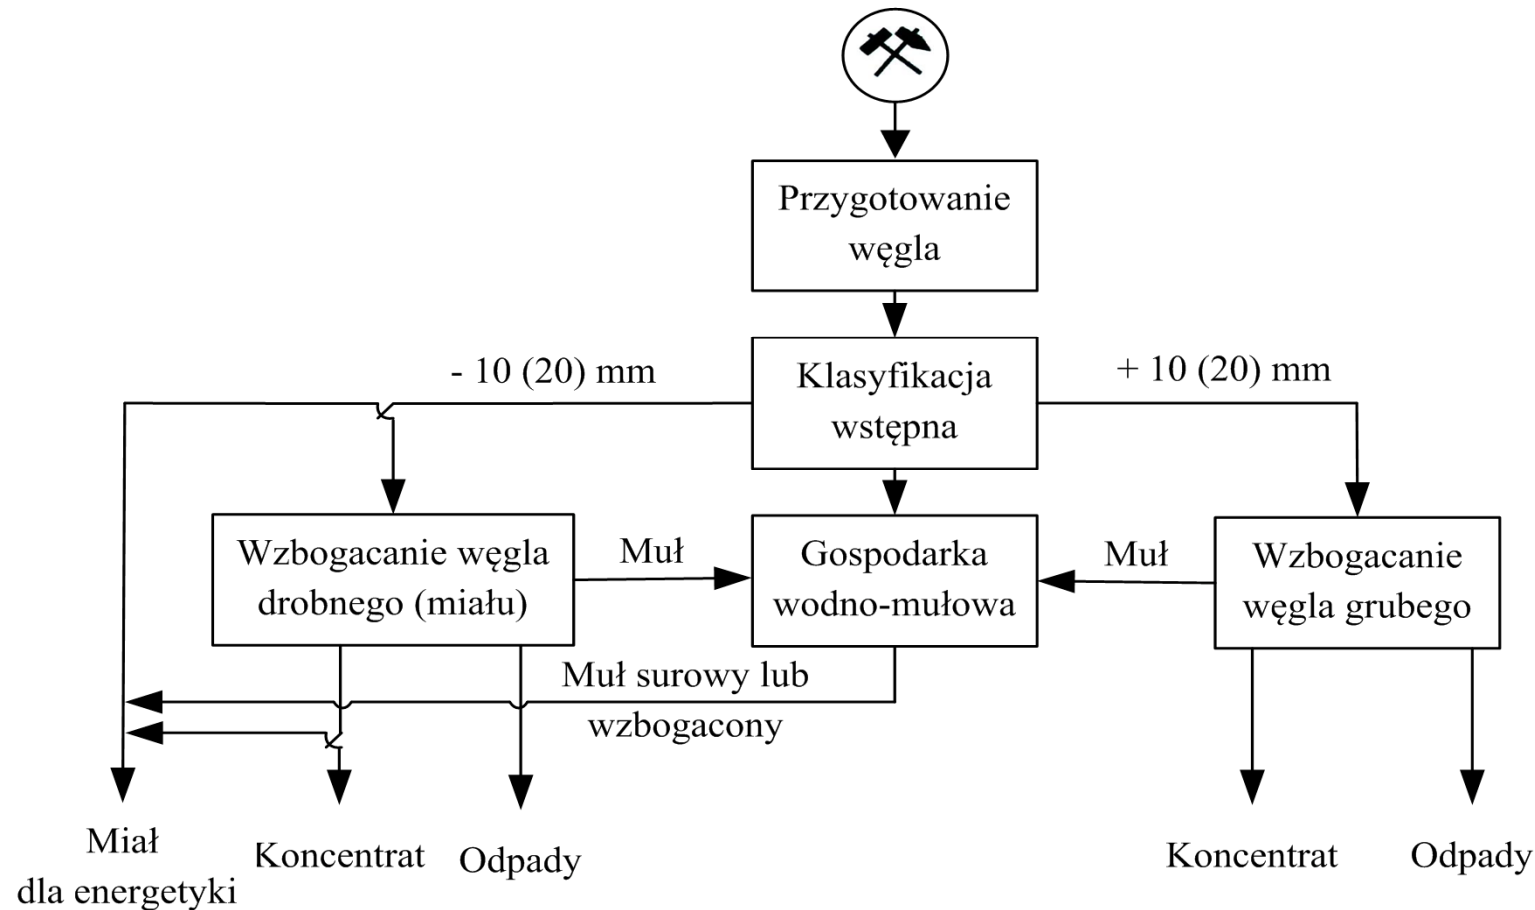 Przygotowanie
węgla
- 10 (20) mm
Klasyfikacja
wstępna
+ 10 (20) mm
Wzbogacanie węgla
drobnego (miału)
Muł
Gospodarka
wodno-mułowa
Muł
Wzbogacanie
węgla grubego
Muł surowy lub
wzbogacony
Miał
dla energetyki
Koncentrat
Odpady
Koncentrat
Odpady